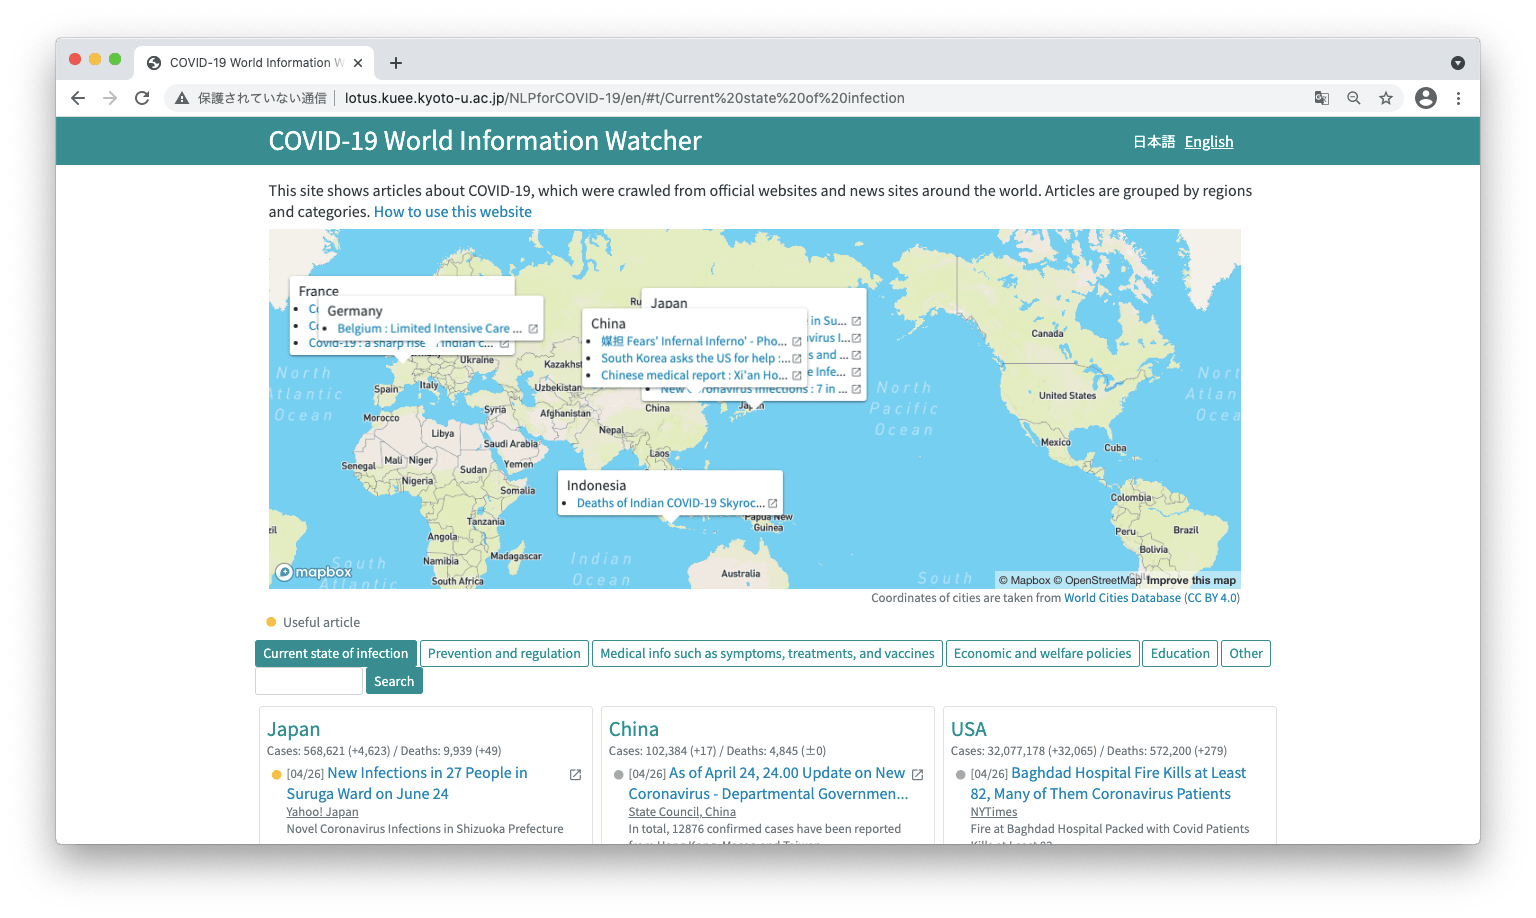 COVID-19 World Information W
保護されていない通信
lotus.kuee.kyoto-u.ac.jp/NLPforCOVID-19/en/#t/Current%20state%20of%20infection
COVID-19 World Information Watcher
日本語 English
This site shows articles about COVID-19, which were crawled from official websites and news sites around the world. Articles are grouped by regions
and categories. How to use this website
France
Germany
Belgium : Limited Intensive Care ...
Covid-19 : a sharp rise Indian c...
Japan
in Su...
China
媒担 Fears' Infernal Inferno' - Pho...
South Korea asks the US for help :...
Chinese medical report : Xi'an Ho...
avirus I...
s and ...
e Infe...
7 in ...
Ukraine
Kazakhst
Spain
Italy
Uzbekistan
Syria
Afghanistan
China
Japan
Morocco
Libya
Saudi Arabia
Nepal
Senegal
Mali
Niger
Sudan
Yemen
Laos
Nigeria
Somalia
Tanzania
Angola
Namibia
Madagascar
South Africa
Indonesia
Deaths of Indian COVID-19 Skyroc...
Papua New
Guinea
Australia
Canada
United States
Mexico
Cuba
Colombia
Peru
Brazil
Bolivia
North
Atlantic
Ocean
North
Pacific
Ocean
Indian
Ocean
South
Atlantic
South
mapbox
© Mapbox © OpenStreetMap Improve this map
Coordinates of cities are taken from World Cities Database (CC BY 4.0)
Useful article
Current state of infection Prevention and regulation Medical info such as symptoms, treatments, and vaccines Economic and welfare policies Education Other
Search
Japan
Cases: 568,621 (+4,623) / Deaths: 9,939 (+49)
[04/26] New Infections in 27 People in
Suruga Ward on June 24
Yahoo! Japan
Novel Coronavirus Infections in Shizuoka Prefecture
China
Cases: 102,384 (+17) / Deaths: 4,845 (±0)
[04/26] As of April 24, 24.00 Update on New
Coronavirus - Departmental Governmen...
State Council, China
In total, 12876 confirmed cases have been reported
from Hong Kong, Macao and Taiwan
USA
Cases: 32,077,178 (+32,065) / Deaths: 572,200 (+279)
[04/26] Baghdad Hospital Fire Kills at Least
82, Many of Them Coronavirus Patients
NYTimes
Fire at Baghdad Hospital Packed with Covid Patients
Kills at Least 82